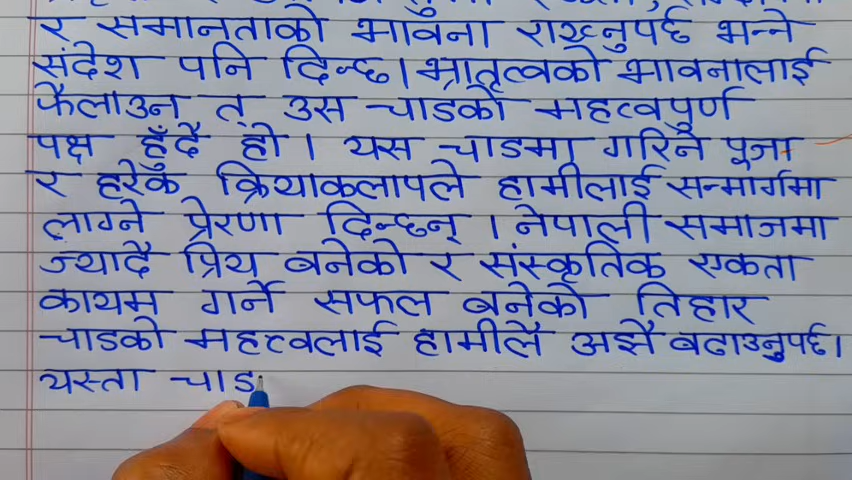 र समानताको भावना राख्नुपर्छ भन्ने
संदेश पनि दिन्छ। भ्रातृत्वको भावनालाई
फैलाउन त उस चाडको महत्वपुर्ण
पक्ष हुँदै हो। यस चाडमा गरिने पूजा
र हरेक क्रियाकलापले हामीलाई सन्मार्गमा
लाग्ने प्रेरणा दिन्छन्। नेपाली समाजमा
ज्यादै प्रिय बनेको र संस्कृतिक एकता
कायम गर्ने सफल बनेको तिहार
चाडको महत्वलाई हामीले अझै बढाउनुपर्छ।
यस्ता चाड